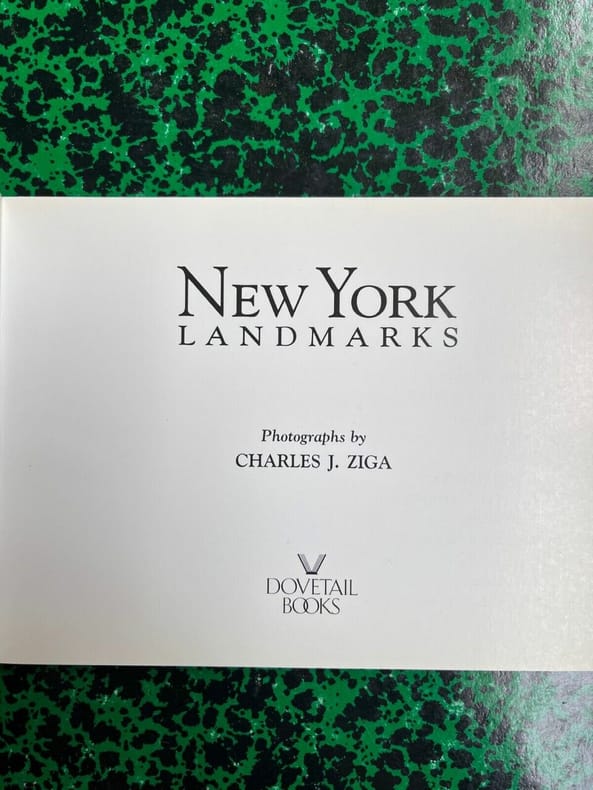 NEW YORK
LANDMARKS
Photographs by
CHARLES J. ZIGA
DOVETAIL
BOOKS